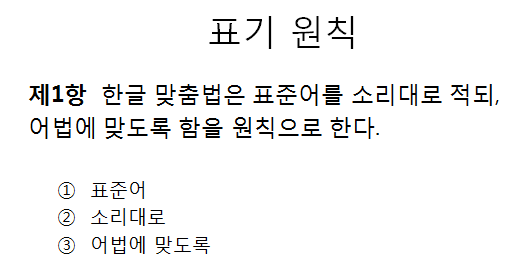 표기 원칙
제1항 한글 맞춤법은 표준어를 소리대로 적되,
어법에 맞도록 함을 원칙으로 한다.
① 표준어
② 소리대로
③ 어법에 맞도록